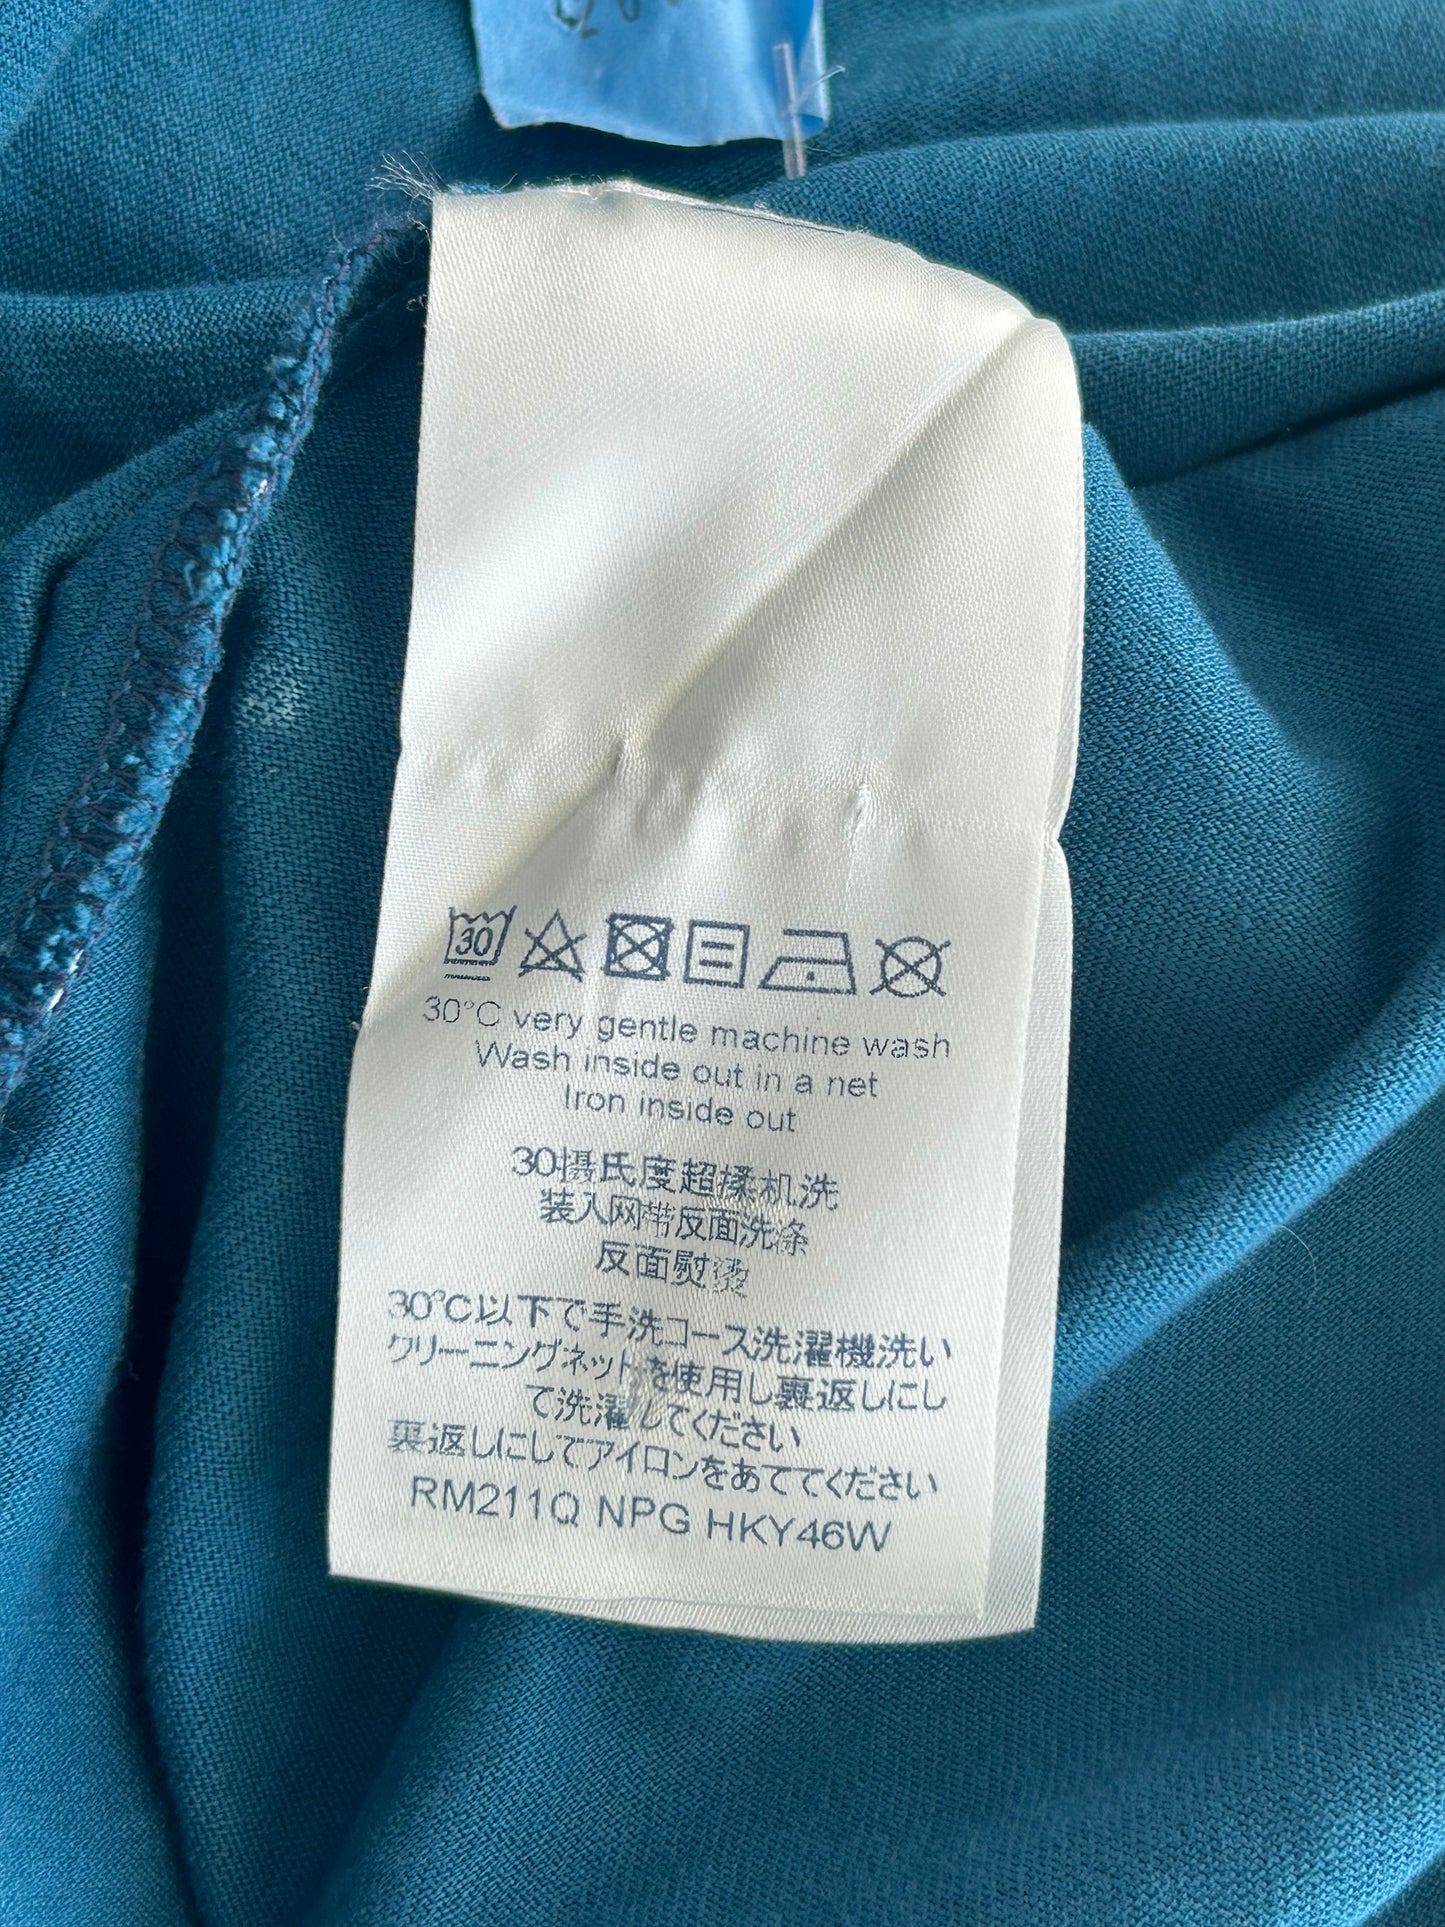 30
30°C very gentle machine wash
Wash inside out in a net
Iron inside out
30摄氏度超揉机洗
装入网带反面洗涤
反面熨烫
30°C以下で手洗コース洗濯機洗い
クリーニングネットを使用し裏返しにし
て洗濯してください
裏返しにしてアイロンをあててください
RM211Q NPG HKY46W